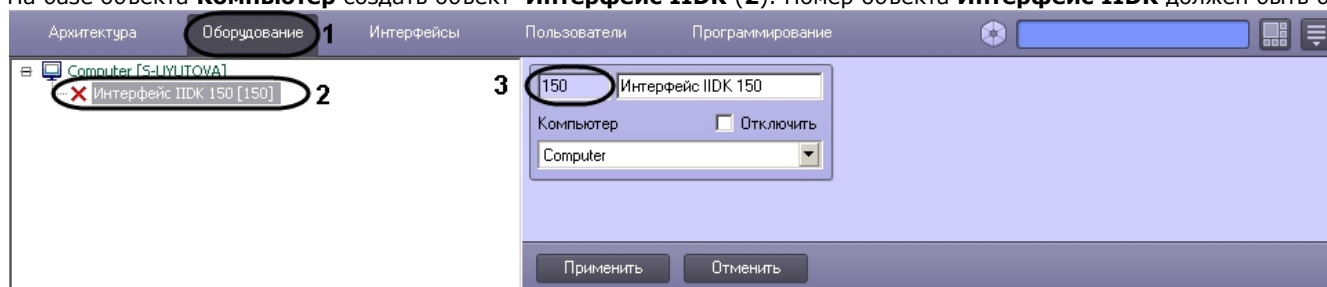 На базе объекта Компьютер создать объект Интерфейс IIDK (2). Номер объекта Интерфейс IIDK должен быть
Архитектура Оборудование 1 Интерфейсы Пользователи Программирование
Computer [S-UYUTOVA]
Интерфейс IIDK 150 [150] 2
3 150 Интерфейс IIDK 150
Компьютер Отключить
Computer
Применить Отменить